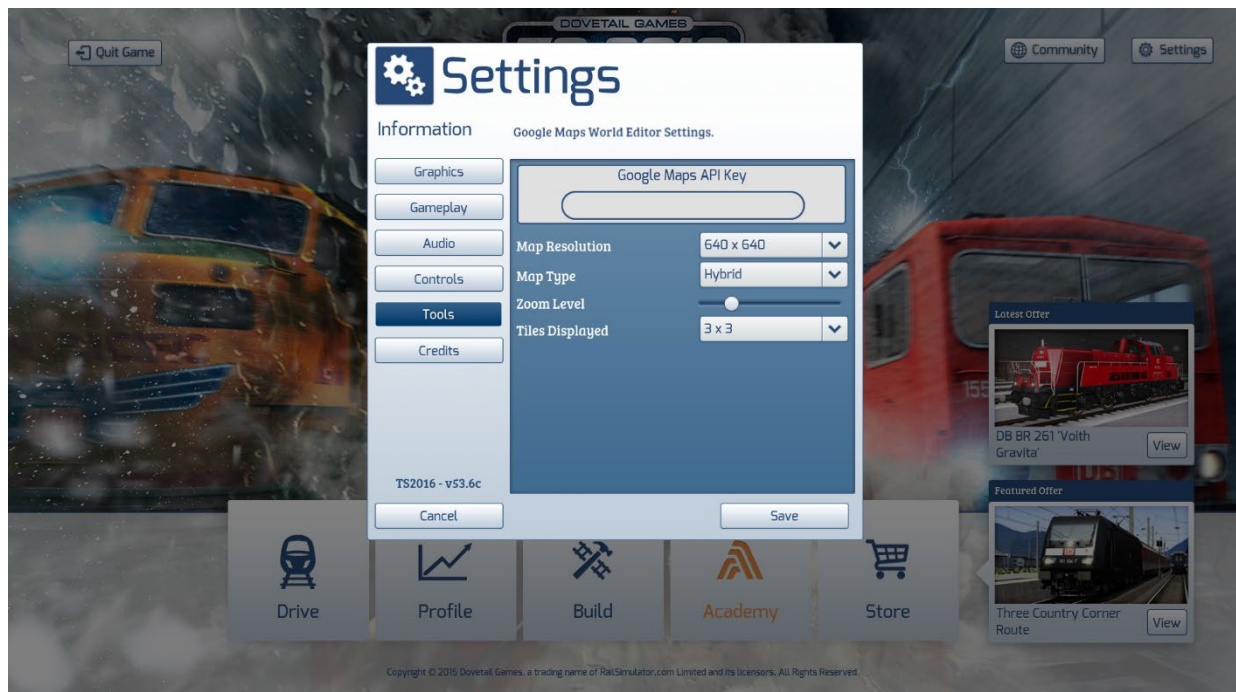 DOVETAIL GAMES
Quit Game
Community
Settings
Settings
Information
Google Maps World Editor Settings.
Graphics
Gameplay
Audio
Controls
Tools
Credits
Google Maps API Key
Map Resolution
640 x 640
Map Type
Hybrid
Zoom Level
Tiles Displayed
3 x 3
TS2016 - v53.6c
Cancel
Save
Latest Offer
DB BR 261 'Voith
Gravita'
View
Featured Offer
Three Country Corner
Route
View
Drive
Profile
Build
Academy
Store
155
Copyright © 2015 Dovetail Games, a trading name of RailSimulator.com Limited and its licensors. All Rights Reserved.